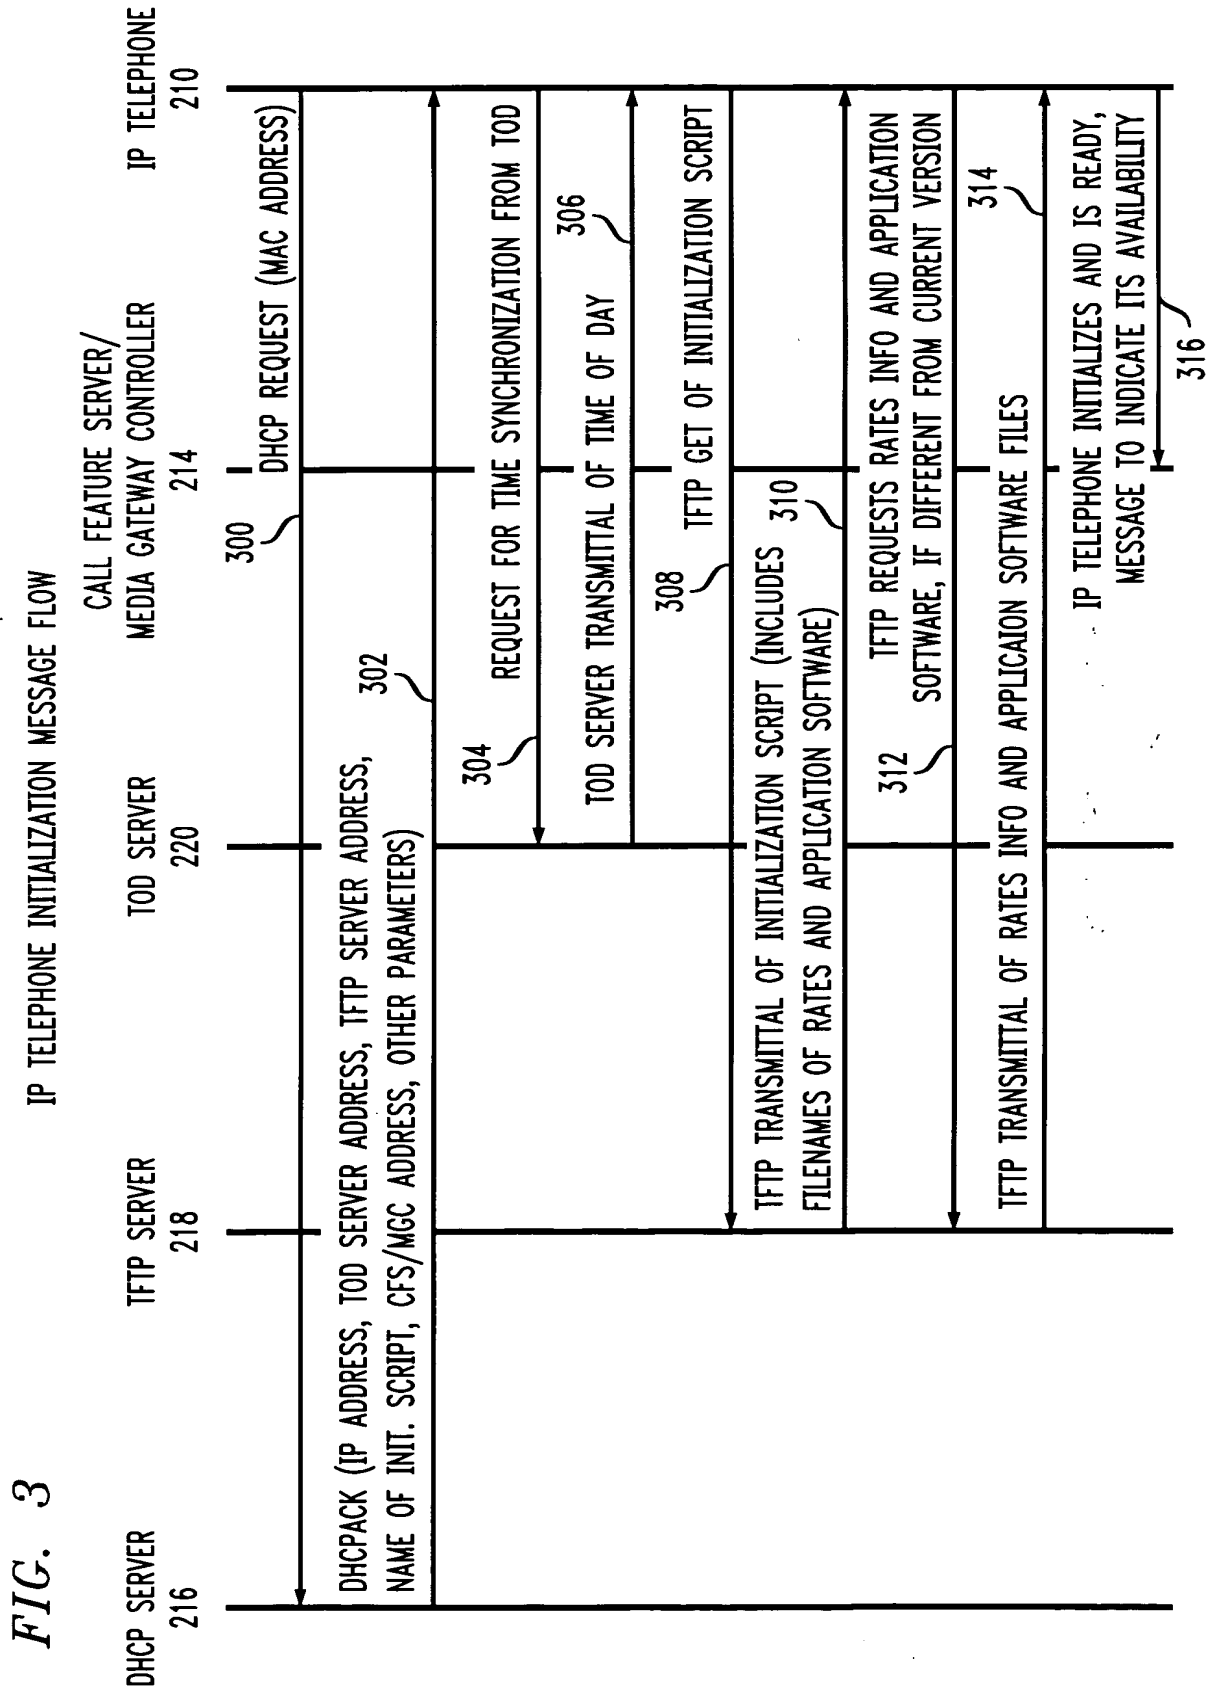 FIG. 3
IP TELEPHONE INITIALIZATION MESSAGE FLOW
DHCP SERVER
216
TFTP SERVER
218
TOD SERVER
220
CALL FEATURE SERVER/
MEDIA GATEWAY CONTROLLER
214
IP TELEPHONE
210
DHCP REQUEST (MAC ADDRESS)
300
DHCPACK (IP ADDRESS, TOD SERVER ADDRESS, TFTP SERVER ADDRESS,
NAME OF INIT. SCRIPT, CFS/MGC ADDRESS, OTHER PARAMETERS)
302
REQUEST FOR TIME SYNCHRONIZATION FROM TOD
304
TOD SERVER TRANSMITTAL OF TIME OF DAY
306
TFTP GET OF INITIALIZATION SCRIPT
308
TFTP TRANSMITTAL OF INITIALIZATION SCRIPT (INCLUDES
FILENAMES OF RATES AND APPLICATION SOFTWARE)
310
TFTP REQUESTS RATES INFO AND APPLICATION
SOFTWARE, IF DIFFERENT FROM CURRENT VERSION
312
TFTP TRANSMITTAL OF RATES INFO AND APPLICAION SOFTWARE FILES
314
IP TELEPHONE INITIALIZES AND IS READY,
MESSAGE TO INDICATE ITS AVAILABILITY
316